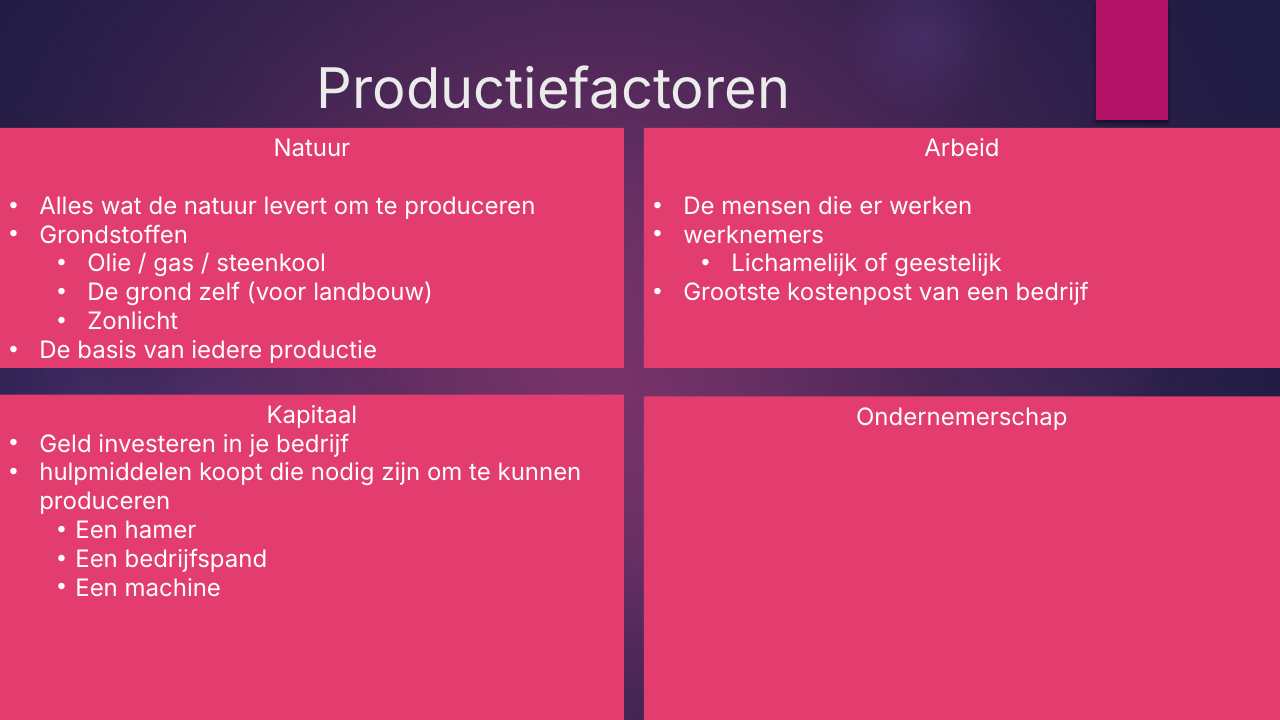 Productiefactoren
Natuur
• Alles wat de natuur levert om te produceren
• Grondstoffen
• Olie / gas / steenkool
• De grond zelf (voor landbouw)
• Zonlicht
• De basis van iedere productie
Arbeid
• De mensen die er werken
• werknemers
• Lichamelijk of geestelijk
• Grootste kostenpost van een bedrijf
Kapitaal
• Geld investeren in je bedrijf
• hulpmiddelen koopt die nodig zijn om te kunnen
produceren
• Een hamer
• Een bedrijfspand
• Een machine
Ondernemerschap